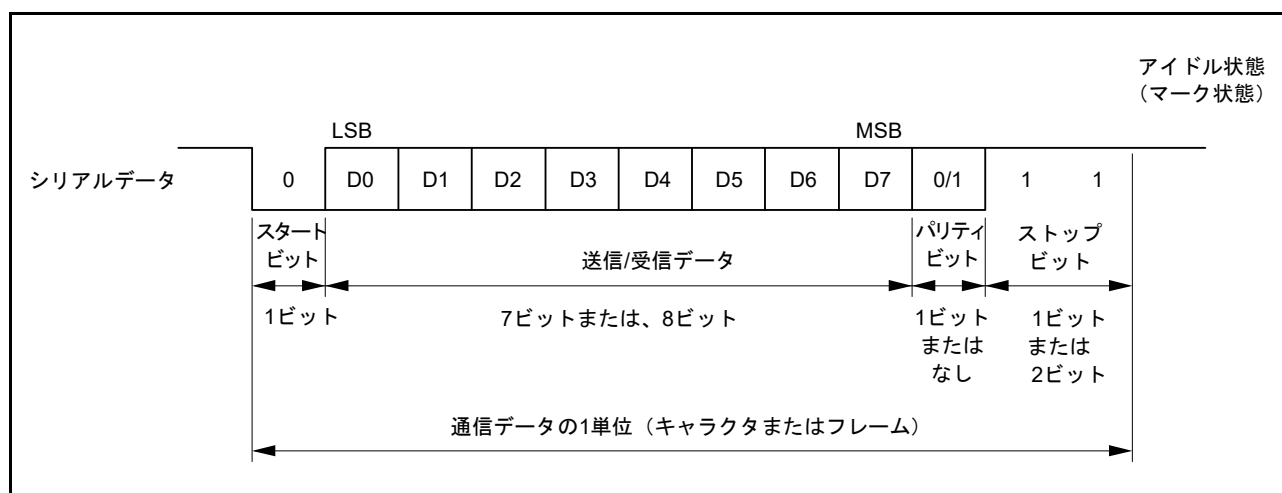 アイドル状態
（マーク状態）
LSB MSB
シリアルデータ 0 D0 D1 D2 D3 D4 D5 D6 D7 0/1 1 1
スタート
ビット
送信/受信データ
パリティ
ビット
ストップ
ビット
1ビット
7ビットまたは、8ビット
1ビット
または
なし
1ビット
または
2ビット
通信データの1単位（キャラクタまたはフレーム）